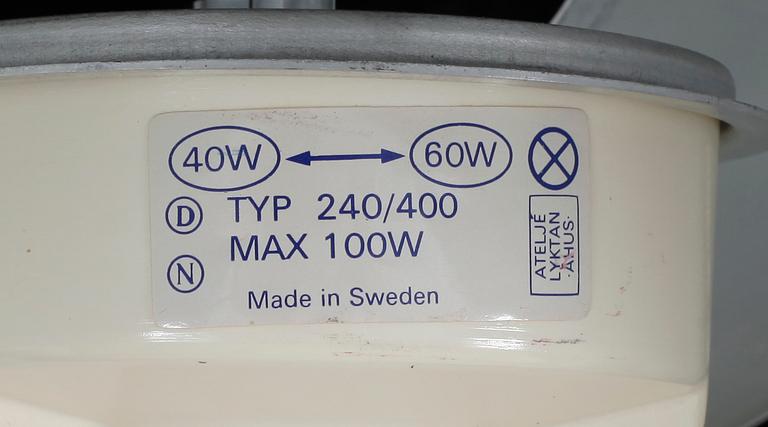 40W 60W
D TYP 240/400
MAX 100W
N
Made in Sweden
ATELJÉ
LYKTAN
·ÅHUS·